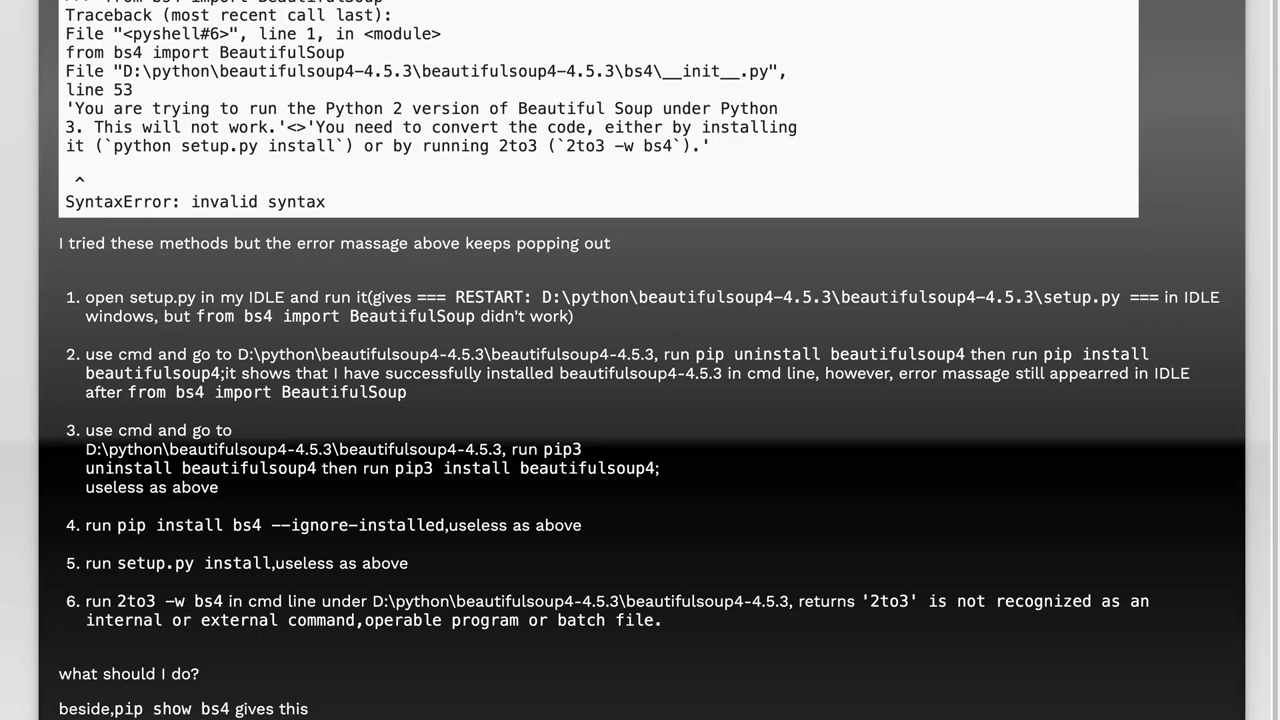 >>> from bs4 import BeautifulSoup
Traceback (most recent call last):
File "<pyshell#6>", line 1, in <module>
from bs4 import BeautifulSoup
File "D:\python\beautifulsoup4-4.5.3\beautifulsoup4-4.5.3\bs4\__init__.py",
line 53
'You are trying to run the Python 2 version of Beautiful Soup under Python
3. This will not work.'<>'You need to convert the code, either by installing
it (`python setup.py install`) or by running 2to3 (`2to3 -w bs4`).'
^
SyntaxError: invalid syntax
I tried these methods but the error massage above keeps popping out
1. open setup.py in my IDLE and run it(gives === RESTART: D:\python\beautifulsoup4-4.5.3\beautifulsoup4-4.5.3\setup.py === in IDLE
windows, but from bs4 import BeautifulSoup didn't work)
2. use cmd and go to D:\python\beautifulsoup4-4.5.3\beautifulsoup4-4.5.3, run pip uninstall beautifulsoup4 then run pip install
beautifulsoup4;it shows that I have successfully installed beautifulsoup4-4.5.3 in cmd line, however, error massage still appearred in IDLE
after from bs4 import BeautifulSoup
3. use cmd and go to
D:\python\beautifulsoup4-4.5.3\beautifulsoup4-4.5.3, run pip3
uninstall beautifulsoup4 then run pip3 install beautifulsoup4;
useless as above
4. run pip install bs4 --ignore-installed,useless as above
5. run setup.py install,useless as above
6. run 2to3 -w bs4 in cmd line under D:\python\beautifulsoup4-4.5.3\beautifulsoup4-4.5.3, returns '2to3' is not recognized as an
internal or external command,operable program or batch file.
what should I do?
beside,pip show bs4 gives this